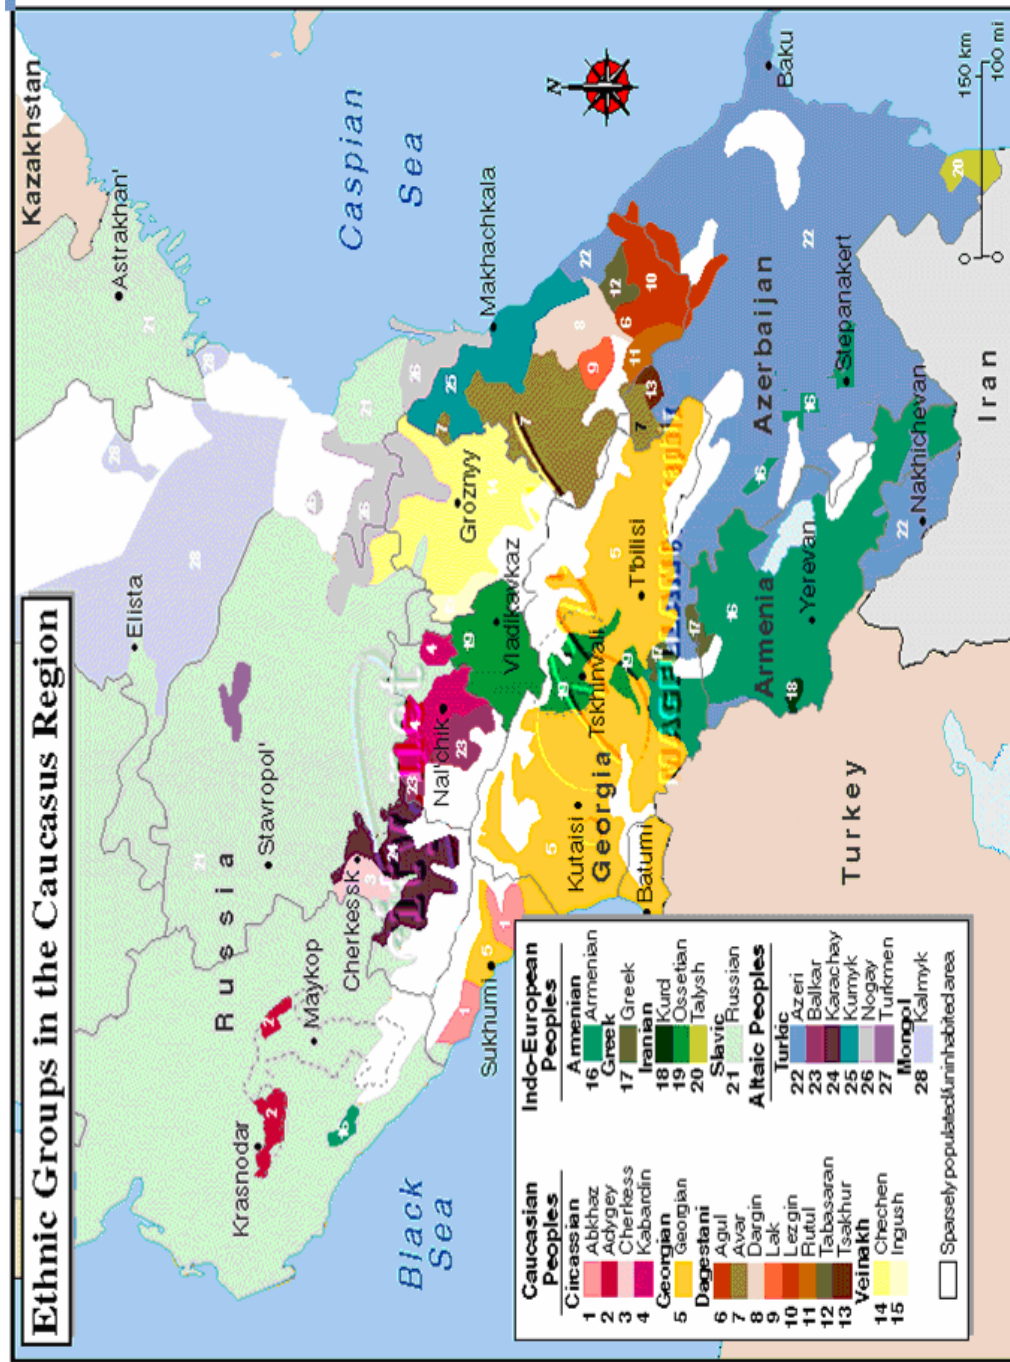 Ethnic Groups in the Caucasus Region
Kazakhstan
Astrakhan'
Elista
Caspian
Sea
Russia
Stavropol'
Krasnodar
Maykop
Cherkessk
Nal'chik
Groznyy
Makhachkala
Vladikavkaz
Black
Sea
Sukhumi
Kutaisi
Georgia
Tskhinvali
T'bilisi
Batumi
Armenia
Yerevan
Azerbaijan
Stepanakert
Nakhichevan
Baku
Turkey
Iran
N
0 150 km
0 100 mi
Caucasian
Peoples
Circassian
1 Abkhaz
2 Adygey
3 Cherkess
4 Kabardin
Georgian
5 Georgian
Dagestani
6 Agul
7 Avar
8 Dargin
9 Lak
10 Lezgin
11 Rutul
12 Tabasaran
13 Tsakhur
Veinakh
14 Chechen
15 Ingush
Indo-European
Peoples
Armenian
16 Armenian
Greek
17 Greek
Iranian
18 Kurd
19 Ossetian
20 Talysh
Slavic
21 Russian
Altaic Peoples
Turkic
22 Azeri
23 Balkar
24 Karachay
25 Kumyk
26 Nogay
27 Turkmen
Mongol
28 Kalmyk
Sparsely populated/uninhabited area